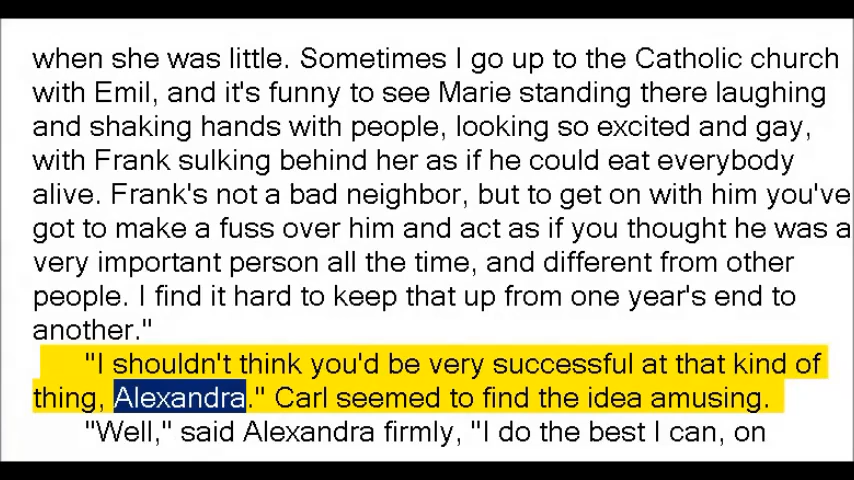 when she was little. Sometimes I go up to the Catholic church
with Emil, and it's funny to see Marie standing there laughing
and shaking hands with people, looking so excited and gay,
with Frank sulking behind her as if he could eat everybody
alive. Frank's not a bad neighbor, but to get on with him you've
got to make a fuss over him and act as if you thought he was a
very important person all the time, and different from other
people. I find it hard to keep that up from one year's end to
another."
"I shouldn't think you'd be very successful at that kind of
thing, Alexandra." Carl seemed to find the idea amusing.
"Well," said Alexandra firmly, "I do the best I can, on